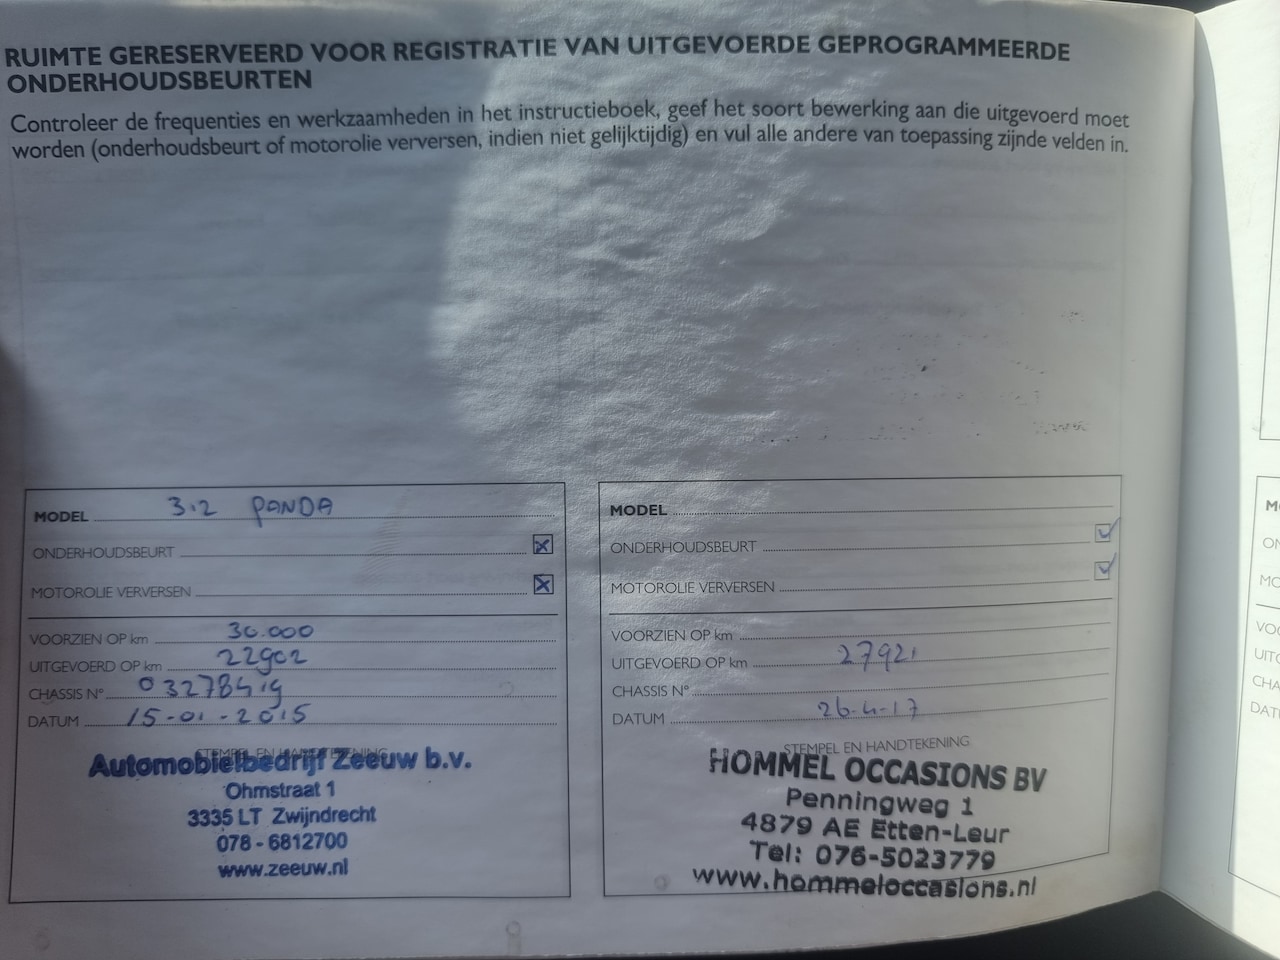 RUIMTE GERESERVEERD VOOR REGISTRATIE VAN UITGEVOERDE GEPROGRAMMEERDE
ONDERHOUDSBEURTEN
Controleer de frequenties en werkzaamheden in het instructieboek, geef het soort bewerking aan die uitgevoerd moet
worden (onderhoudsbeurt of motorolie verversen, indien niet gelijktijdig) en vul alle andere van toepassing zijnde velden in.
MODEL 3.2 PANDA
ONDERHOUDSBEURT
MOTOROLIE VERVERSEN
VOORZIEN OP km 30.000
UITGEVOERD OP km 22902
CHASSIS N°
DATUM 15-01-2015
STEMPEL EN HANDTEKENING
Automobielbedrijf Zeeuw b.v.
Ohmstraat 1
3335 LT Zwijndrecht
078 - 6812700
www.zeeuw.nl
MODEL
ONDERHOUDSBEURT
MOTOROLIE VERVERSEN
VOORZIEN OP km
UITGEVOERD OP km 27921
CHASSIS N°
DATUM 26-4-17
STEMPEL EN HANDTEKENING
HOMMEL OCCASIONS BV
Penningweg 1
4879 AE Etten-Leur
Tel: 076-5023779
www.hommeloccasions.nl